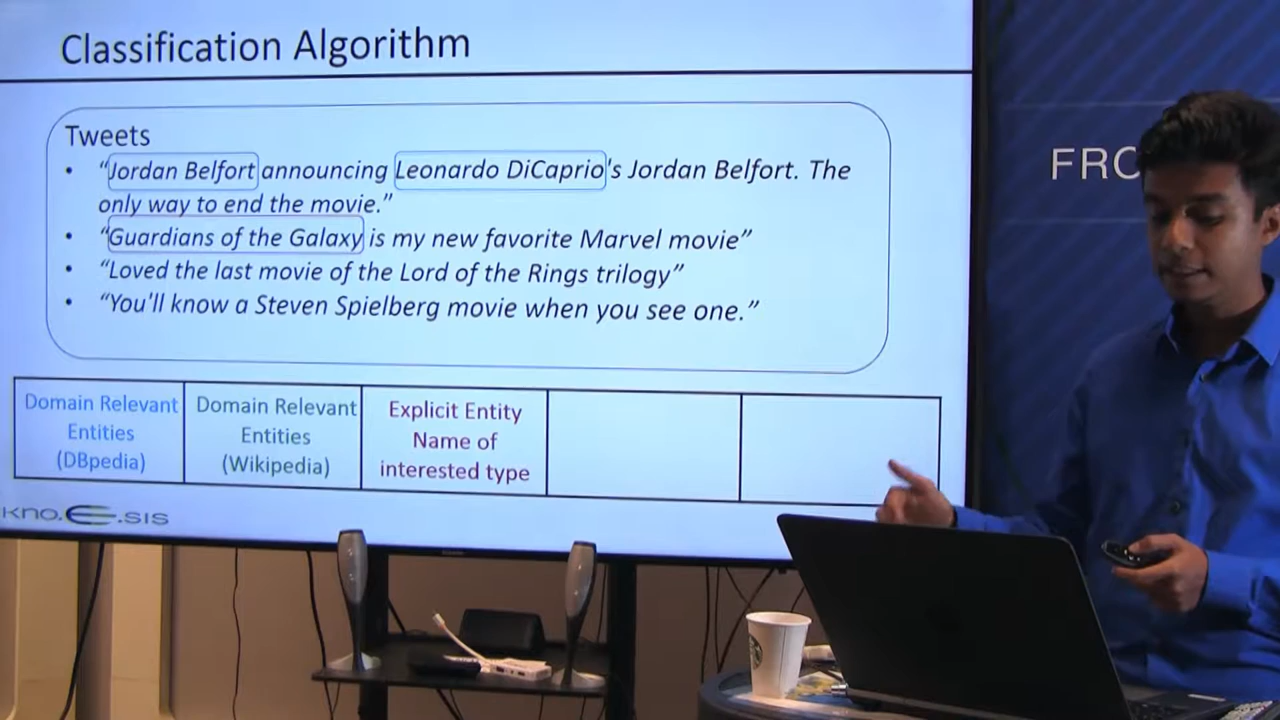 Classification Algorithm
Tweets
• “Jordan Belfort announcing Leonardo DiCaprio's Jordan Belfort. The
only way to end the movie.”
• “Guardians of the Galaxy is my new favorite Marvel movie”
• “Loved the last movie of the Lord of the Rings trilogy”
• “You'll know a Steven Spielberg movie when you see one.”
Domain Relevant
Entities
(DBpedia)
Domain Relevant
Entities
(Wikipedia)
Explicit Entity
Name of
interested type
kno.e.sis
FRO